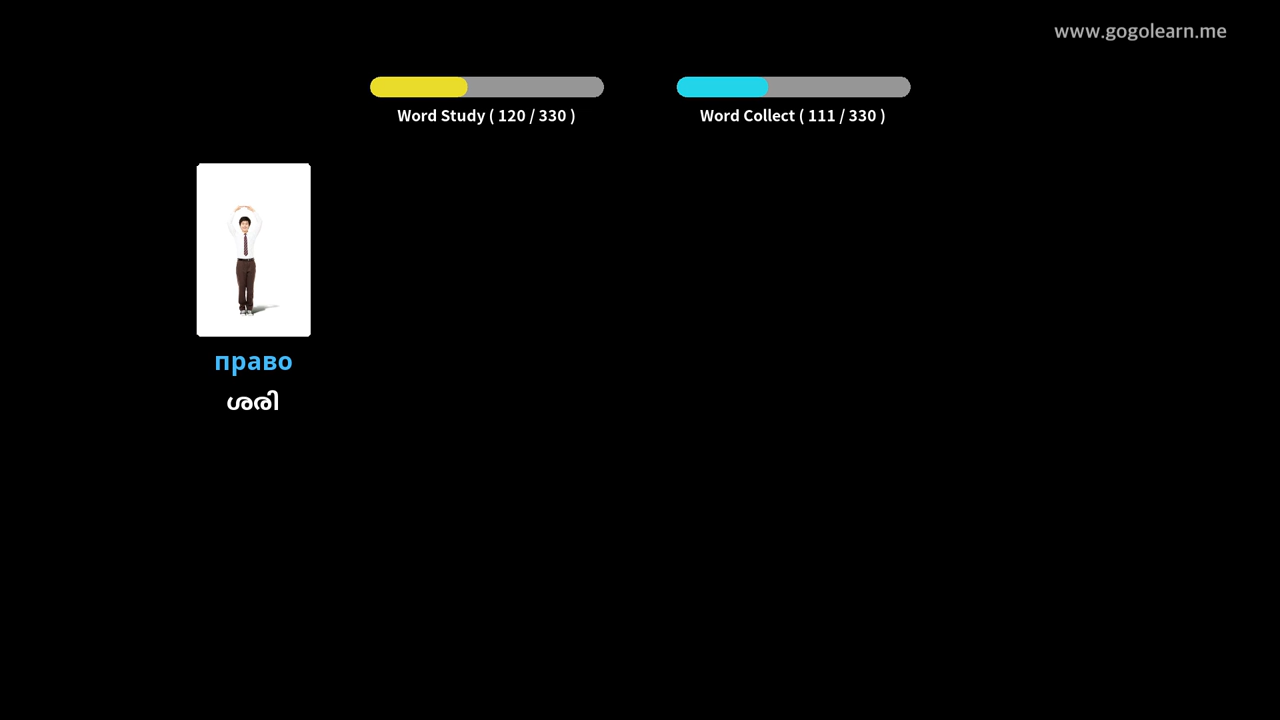 www.gogolearn.me
Word Study ( 120 / 330 )
Word Collect ( 111 / 330 )
право
ശരി